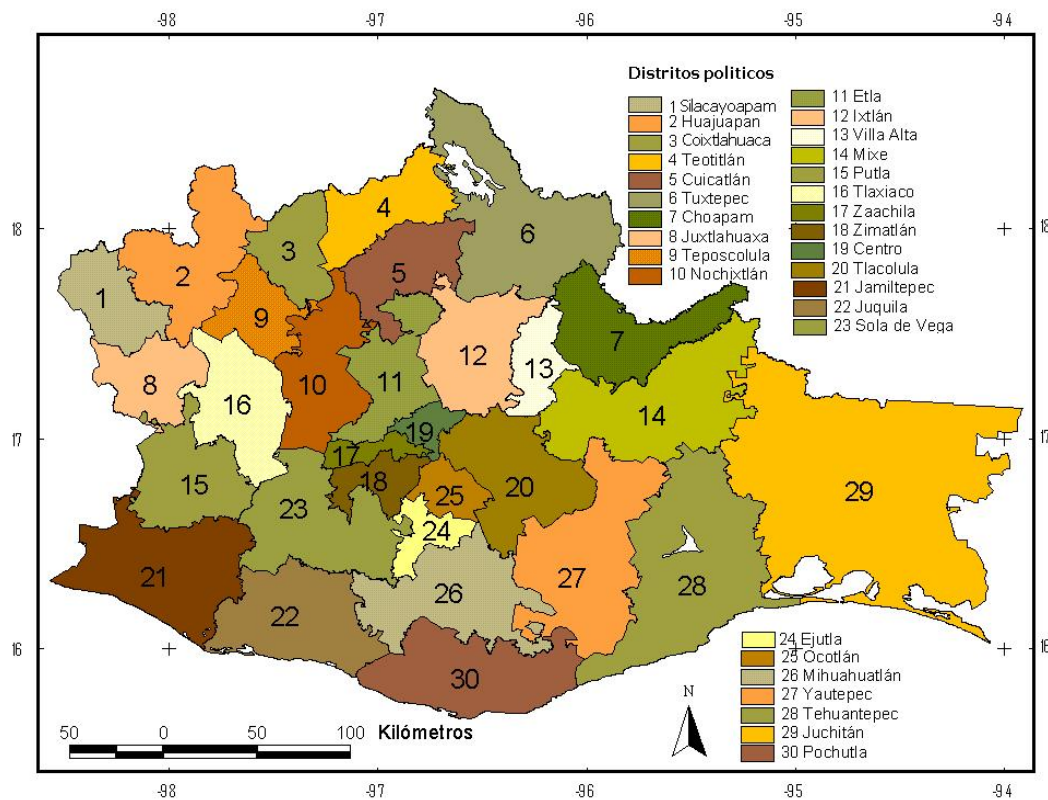 -98 -97 -96 -95 -94
Distritos politicos
1 Silacayoapam
2 Huajuapan
3 Coixtlahuaca
4 Teotitlán
5 Cuicatlán
6 Tuxtepec
7 Choapam
8 Juxtlahuaxa
9 Teposcolula
10 Nochixtlán
11 Etla
12 Ixtlán
13 Villa Alta
14 Mixe
15 Putla
16 Tlaxiaco
17 Zaachila
18 Zimatlán
19 Centro
20 Tlacolula
21 Jamiltepec
22 Juquila
23 Sola de Vega
18
18
17
17
16
16
1
2
3
4
5
6
7
8
9
10
11
12
13
14
15
16
17
18
19
20
21
22
23
24
25
26
27
28
29
30
24 Ejutla
25 Ocotlán
26 Mihuahuatlán
27 Yautepec
28 Tehuantepec
29 Juchitán
30 Pochutla
N
50 0 50 100 Kilómetros
-98 -97 -96 -95 -94